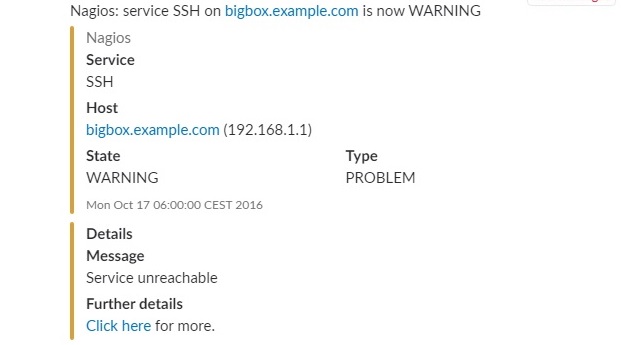 Nagios: service SSH on bigbox.example.com is now WARNING
Nagios
Service
SSH
Host
bigbox.example.com (192.168.1.1)
State Type
WARNING PROBLEM
Mon Oct 17 06:00:00 CEST 2016
Details
Message
Service unreachable
Further details
Click here for more.